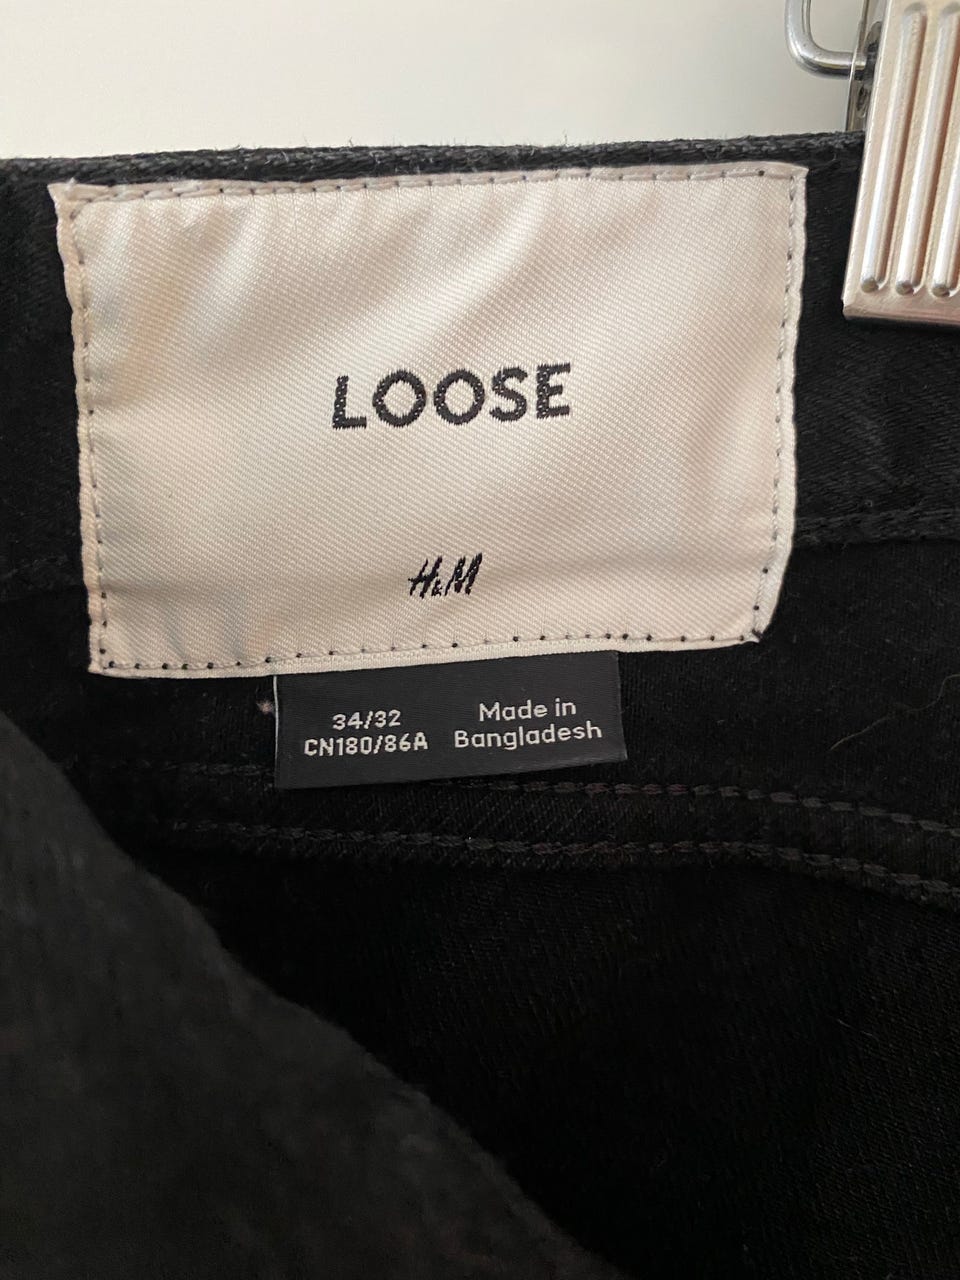 LOOSE
H&M
34/32
CN180/86A
Made in
Bangladesh